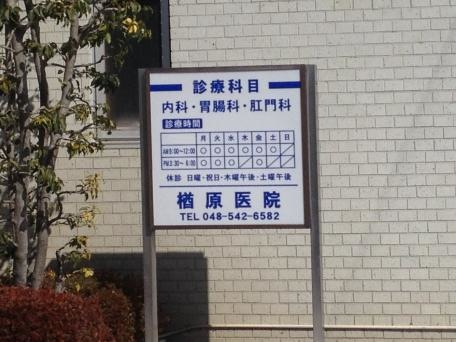 診療科目
内科・胃腸科・肛門科
診療時間
月 火 水 木 金 土 日
AM9:00〜12:00 ○ ○ ○ ○ ○ ○ ／
PM3:30〜6:00 ○ ○ ○ ／ ○ ／ ／
休診 日曜・祝日・木曜午後・土曜午後
楢原医院
TEL 048-542-6582